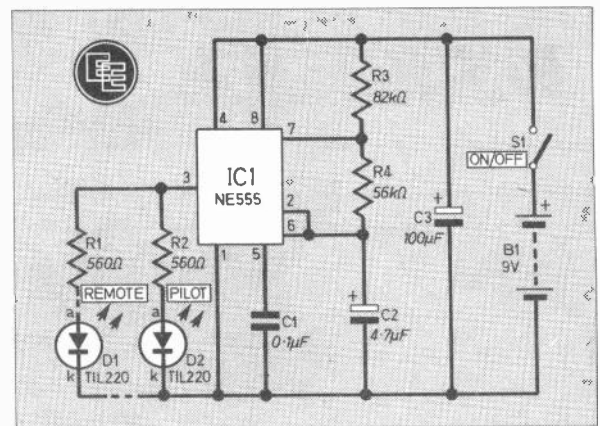 EE
R3
82kΩ
4
8
7
R4
56kΩ
S1
ON/OFF
3
IC1
NE555
2
6
1
5
R1
560Ω
R2
560Ω
REMOTE
PILOT
a
a
D1
TIL220
D2
TIL220
k
k
C1
0·1µF
+
C2
4·7µF
+
C3
100µF
+
B1
9V